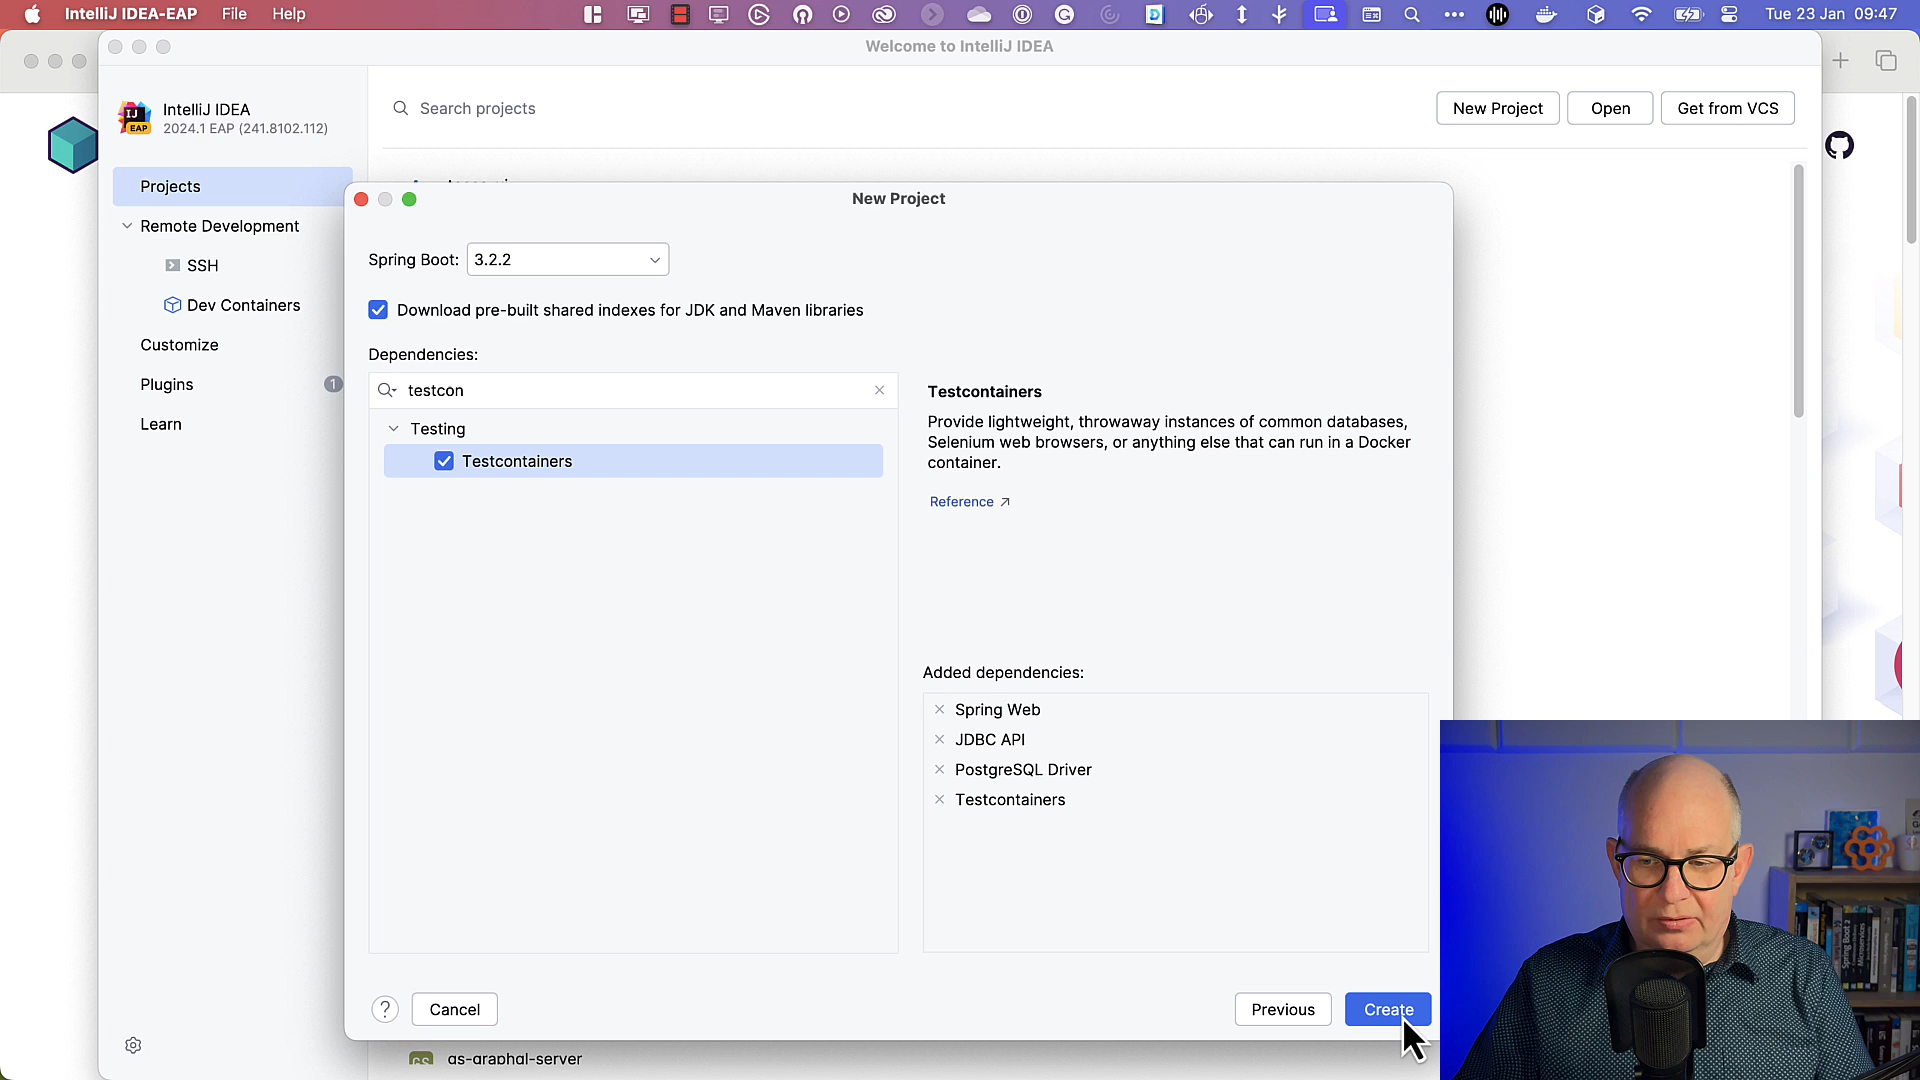 IntelliJ IDEA-EAP File Help
Tue 23 Jan 09:47
Welcome to IntelliJ IDEA
IntelliJ IDEA
2024.1 EAP (241.8102.112)
Search projects
New Project Open Get from VCS
Projects
Remote Development
SSH
Dev Containers
Customize
Plugins 1
Learn
New Project
Spring Boot: 3.2.2
Download pre-built shared indexes for JDK and Maven libraries
Dependencies:
testcon
Testing
Testcontainers
Testcontainers
Provide lightweight, throwaway instances of common databases,
Selenium web browsers, or anything else that can run in a Docker
container.
Reference ↗
Added dependencies:
Spring Web
JDBC API
PostgreSQL Driver
Testcontainers
? Cancel Previous Create
GS gs-graphql-server